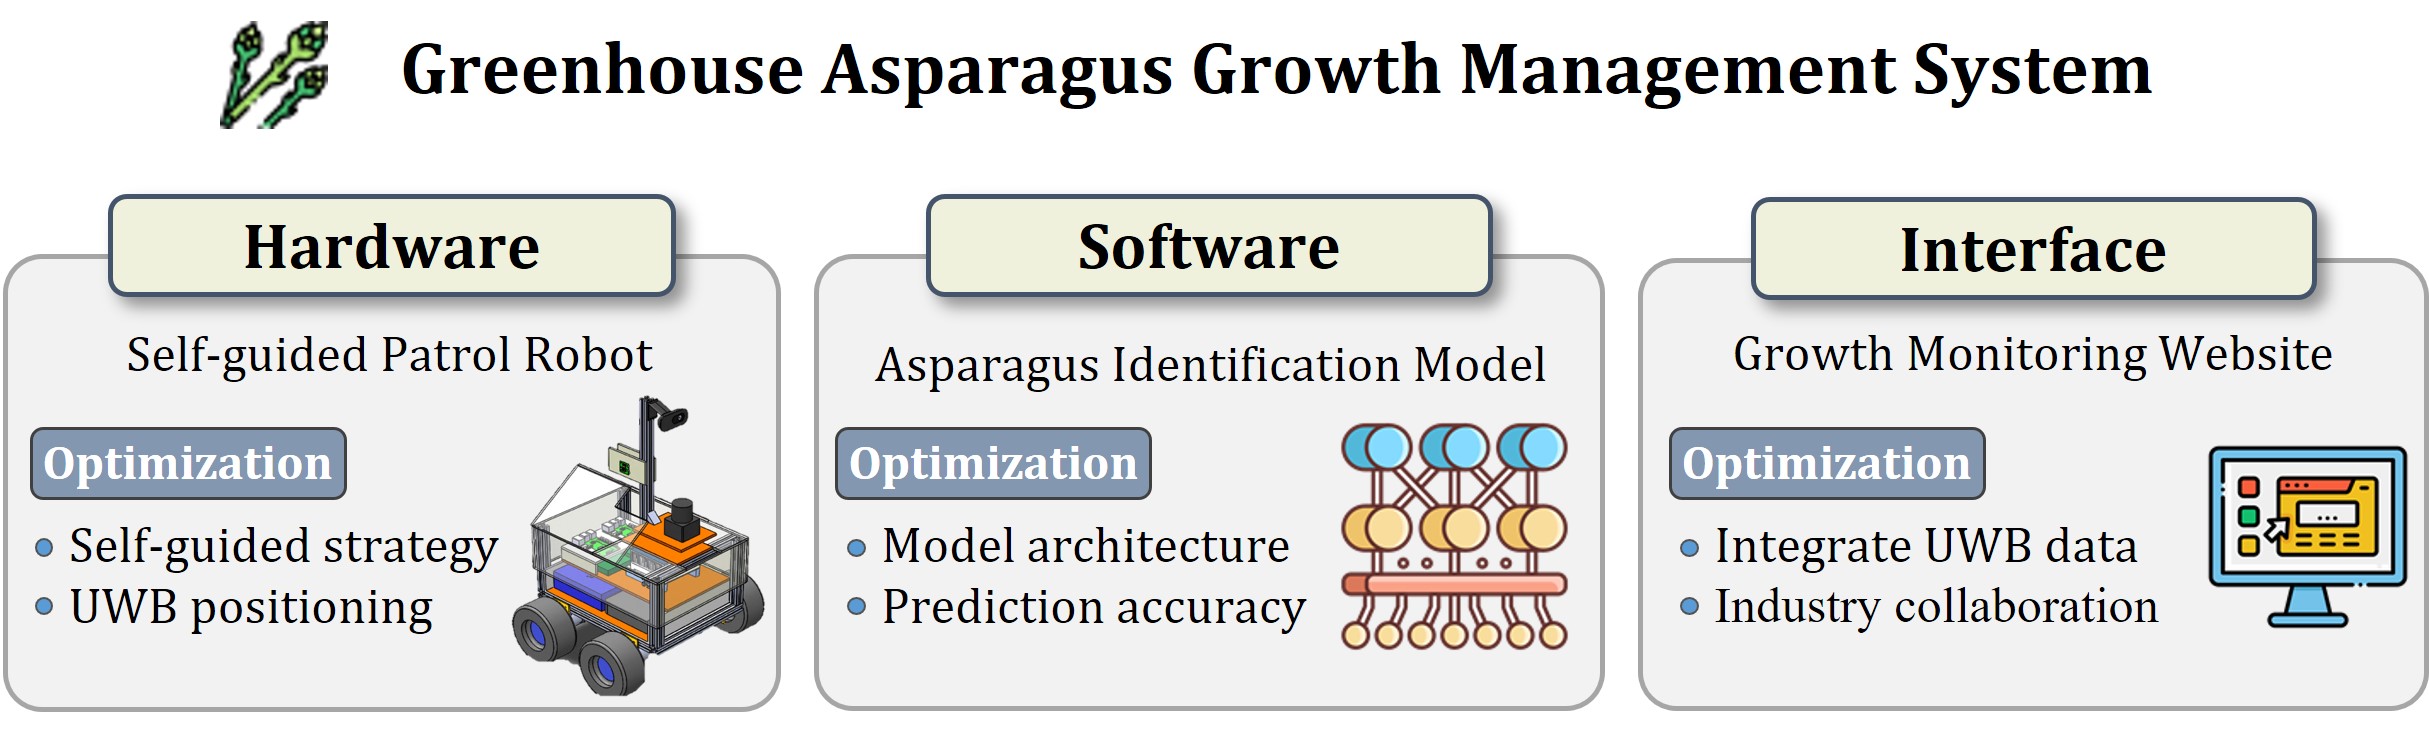 Greenhouse Asparagus Growth Management System
Hardware
Self-guided Patrol Robot
Optimization
Self-guided strategy
UWB positioning
Software
Asparagus Identification Model
Optimization
Model architecture
Prediction accuracy
Interface
Growth Monitoring Website
Optimization
Integrate UWB data
Industry collaboration